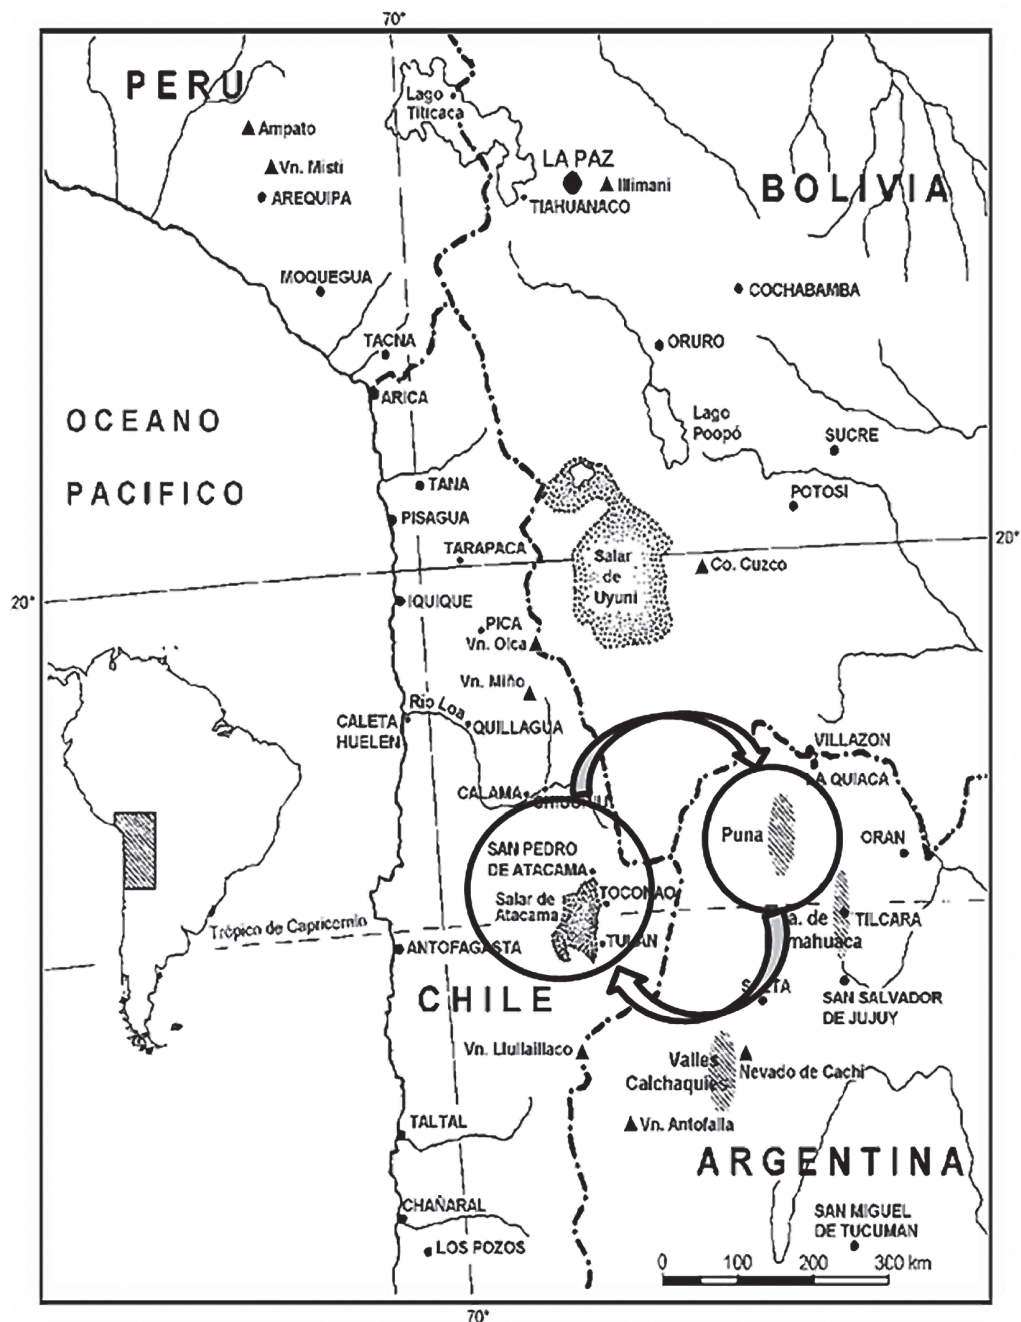 70°
PERU
Lago
Titicaca
Ampato
Vn. Misti
AREQUIPA
LA PAZ
Illimani
TIAHUANACO
BOLIVIA
MOQUEGUA
COCHABAMBA
TACNA
ORURO
ARICA
OCEANO
PACIFICO
Lago
Poopó
SUCRE
TANA
POTOSI
PISAGUA
TARAPACA
Salar
de
Uyuni
Co. Cuzco
20°
20°
IQUIQUE
PICA
Vn. Olca
Vn. Miño
Rio Loa
CALETA
HUELEN
QUILLAGUA
VILLAZON
LA QUIACA
CALAMA
Puna
ORAN
SAN PEDRO
DE ATACAMA
TOCONAO
Salar de
Atacama
Trópico de Capricornio
ANTOFAGASTA
TULAN
a. de
mahuaca
TILCARA
CHILE
SALTA
SAN SALVADOR
DE JUJUY
Vn. Llullaillaco
Valles
Calchaquies
Nevado de Cachi
Vn. Antofalla
TALTAL
ARGENTINA
CHAÑARAL
LOS POZOS
SAN MIGUEL
DE TUCUMAN
0 100 200 300 km
70°